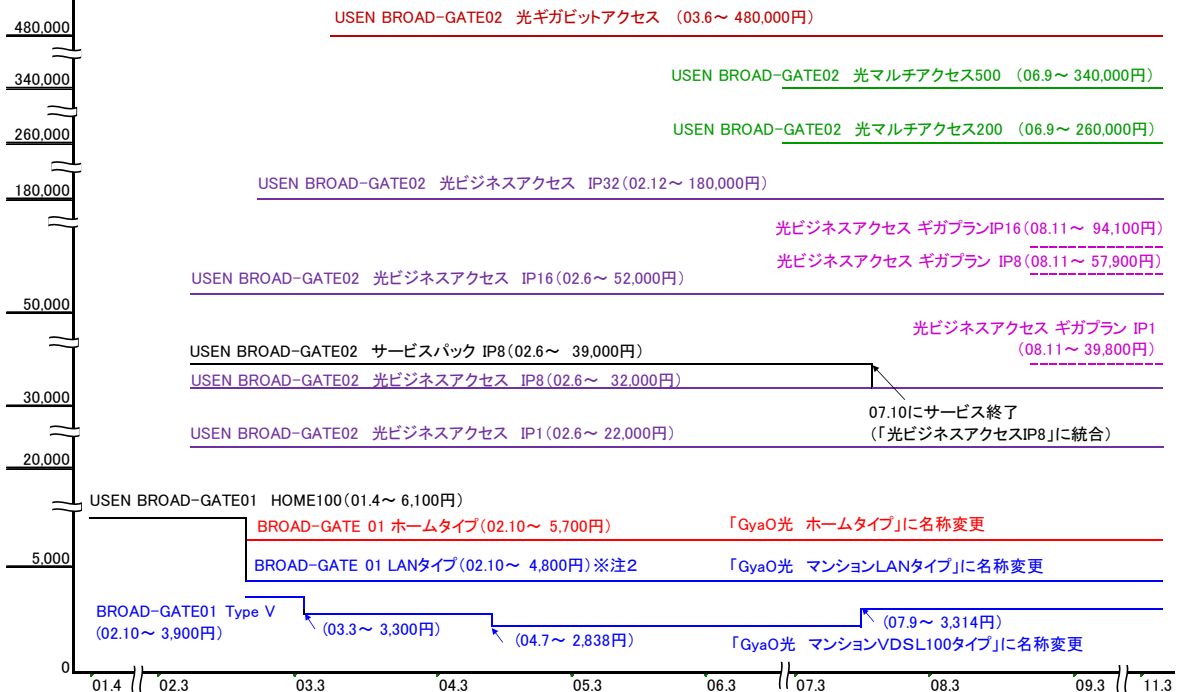 USEN BROAD-GATE02 光ギガビットアクセス (03.6～ 480,000円)
480,000
340,000
USEN BROAD-GATE02 光マルチアクセス500 (06.9～ 340,000円)
260,000
USEN BROAD-GATE02 光マルチアクセス200 (06.9～ 260,000円)
180,000
USEN BROAD-GATE02 光ビジネスアクセス IP32(02.12～ 180,000円)
光ビジネスアクセス ギガプランIP16(08.11～ 94,100円)
光ビジネスアクセス ギガプラン IP8(08.11～ 57,900円)
USEN BROAD-GATE02 光ビジネスアクセス IP16(02.6～ 52,000円)
50,000
光ビジネスアクセス ギガプラン IP1
(08.11～ 39,800円)
USEN BROAD-GATE02 サービスパック IP8(02.6～ 39,000円)
USEN BROAD-GATE02 光ビジネスアクセス IP8(02.6～ 32,000円)
30,000
07.10にサービス終了
(「光ビジネスアクセスIP8」に統合)
USEN BROAD-GATE02 光ビジネスアクセス IP1(02.6～ 22,000円)
20,000
USEN BROAD-GATE01 HOME100(01.4～ 6,100円)
BROAD-GATE 01 ホームタイプ(02.10～ 5,700円)
「GyaO光 ホームタイプ」に名称変更
5,000
BROAD-GATE 01 LANタイプ(02.10～ 4,800円)※注2
「GyaO光 マンションLANタイプ」に名称変更
BROAD-GATE01 Type V
(02.10～ 3,900円)
(03.3～ 3,300円)
(04.7～ 2,838円)
(07.9～ 3,314円)
「GyaO光 マンションVDSL100タイプ」に名称変更
0
01.4 02.3 03.3 04.3 05.3 06.3 07.3 08.3 09.3 11.3